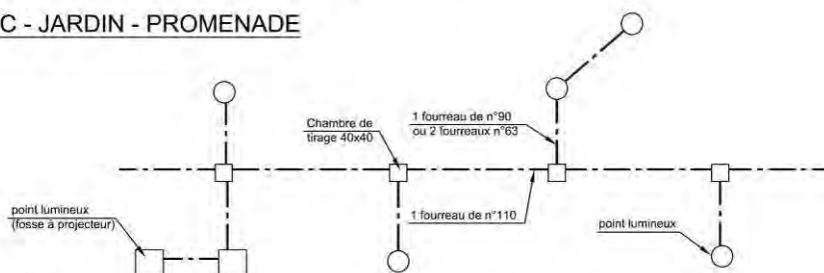 C - JARDIN - PROMENADE
Chambre de
tirage 40x40
1 fourreau de n°90
ou 2 fourreaux n°63
point lumineux
(fosse à projecteur)
1 fourreau de n°110
point lumineux